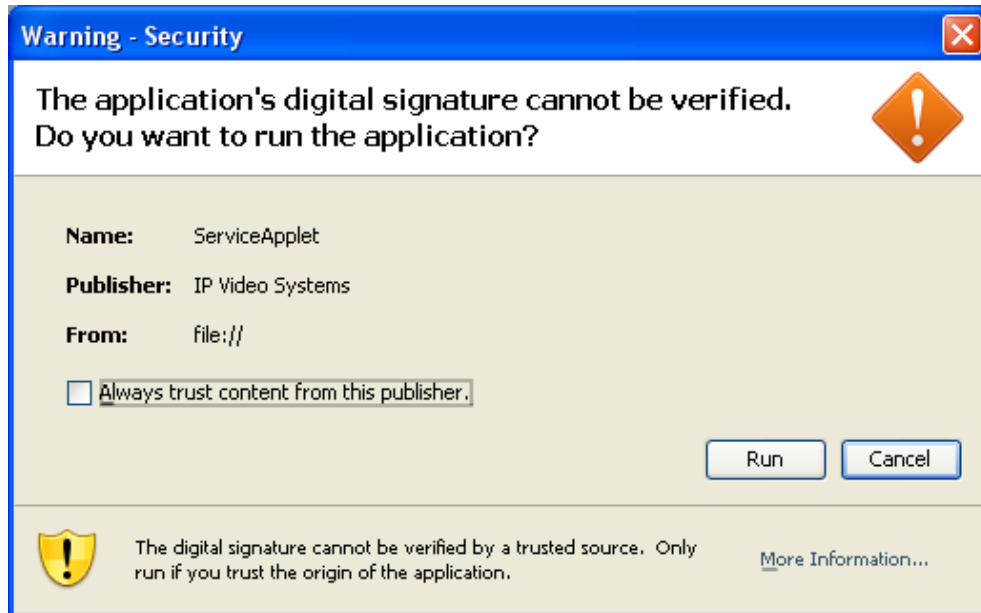 Warning - Security
The application's digital signature cannot be verified.
Do you want to run the application?
Name: ServiceApplet
Publisher: IP Video Systems
From: file://
Always trust content from this publisher.
Run Cancel
The digital signature cannot be verified by a trusted source. Only
run if you trust the origin of the application.
More Information...